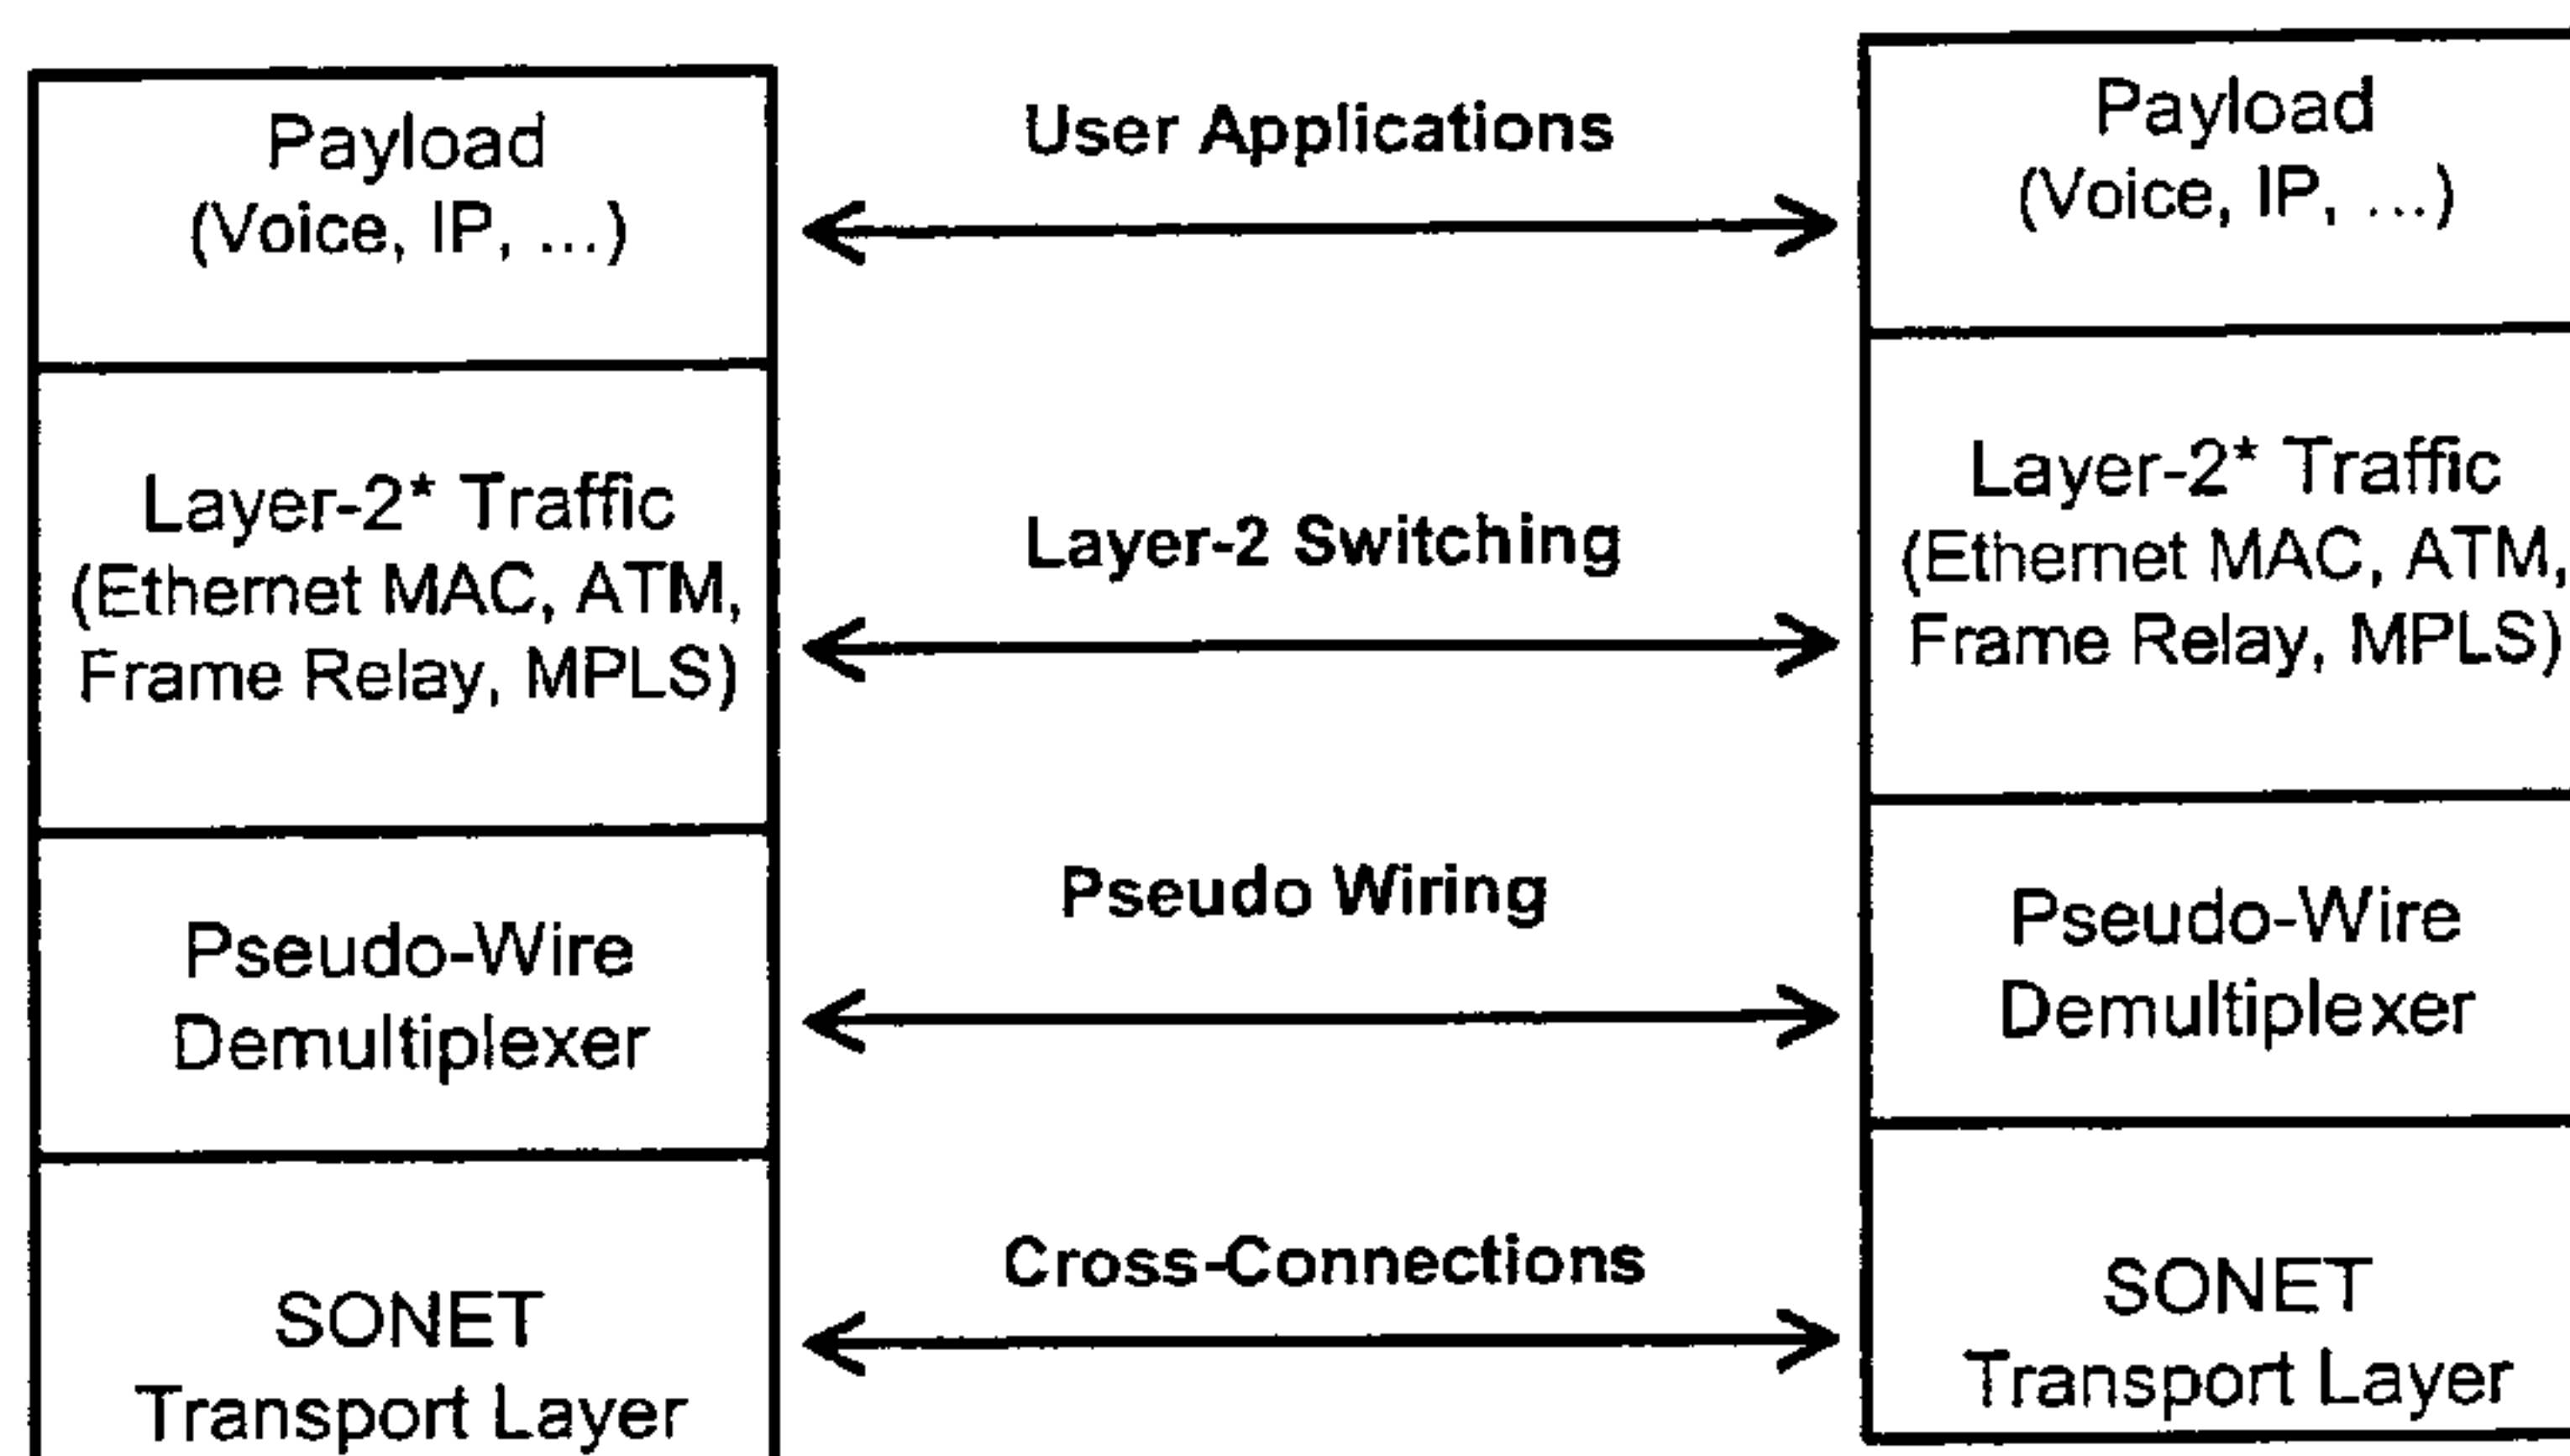 Payload
(Voice, IP, ...)
Layer-2* Traffic
(Ethernet MAC, ATM,
Frame Relay, MPLS)
Pseudo-Wire
Demultiplexer
SONET
Transport Layer
User Applications
Layer-2 Switching
Pseudo Wiring
Cross-Connections
Payload
(Voice, IP, ...)
Layer-2* Traffic
(Ethernet MAC, ATM,
Frame Relay, MPLS)
Pseudo-Wire
Demultiplexer
SONET
Transport Layer